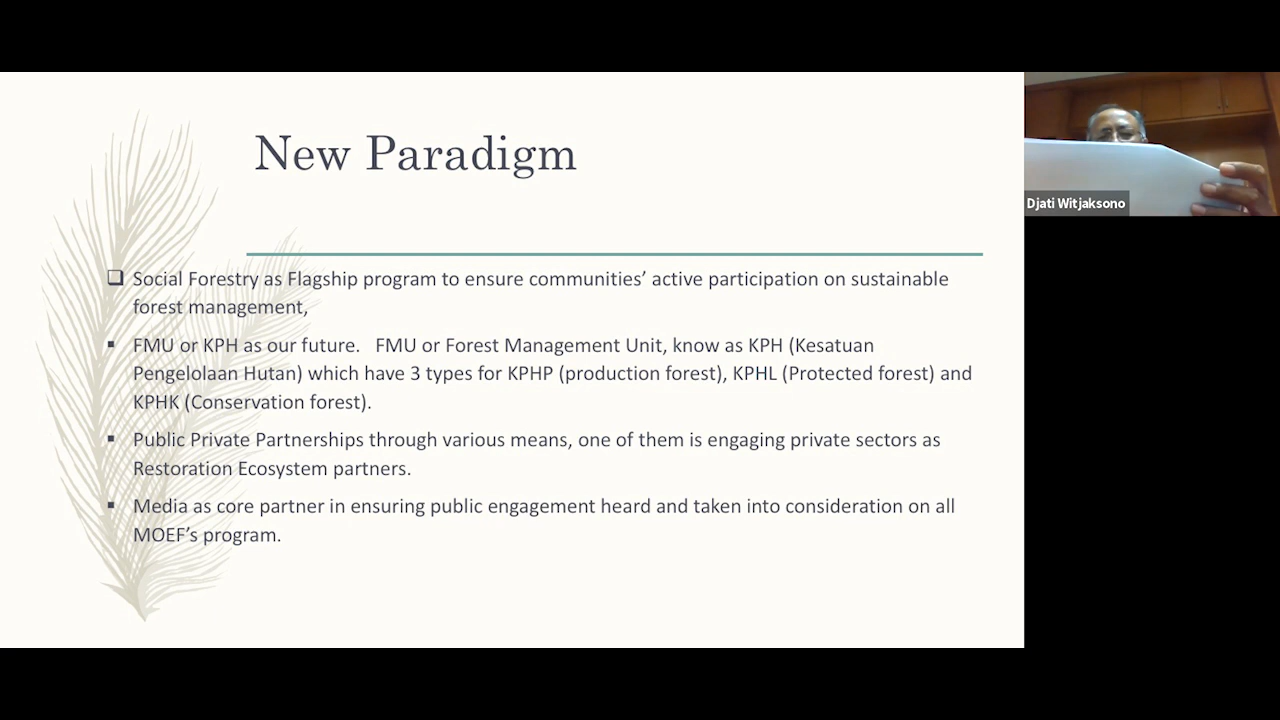 New Paradigm
Djati Witjaksono
❑ Social Forestry as Flagship program to ensure communities’ active participation on sustainable
forest management,
▪ FMU or KPH as our future. FMU or Forest Management Unit, know as KPH (Kesatuan
Pengelolaan Hutan) which have 3 types for KPHP (production forest), KPHL (Protected forest) and
KPHK (Conservation forest).
▪ Public Private Partnerships through various means, one of them is engaging private sectors as
Restoration Ecosystem partners.
▪ Media as core partner in ensuring public engagement heard and taken into consideration on all
MOEF’s program.